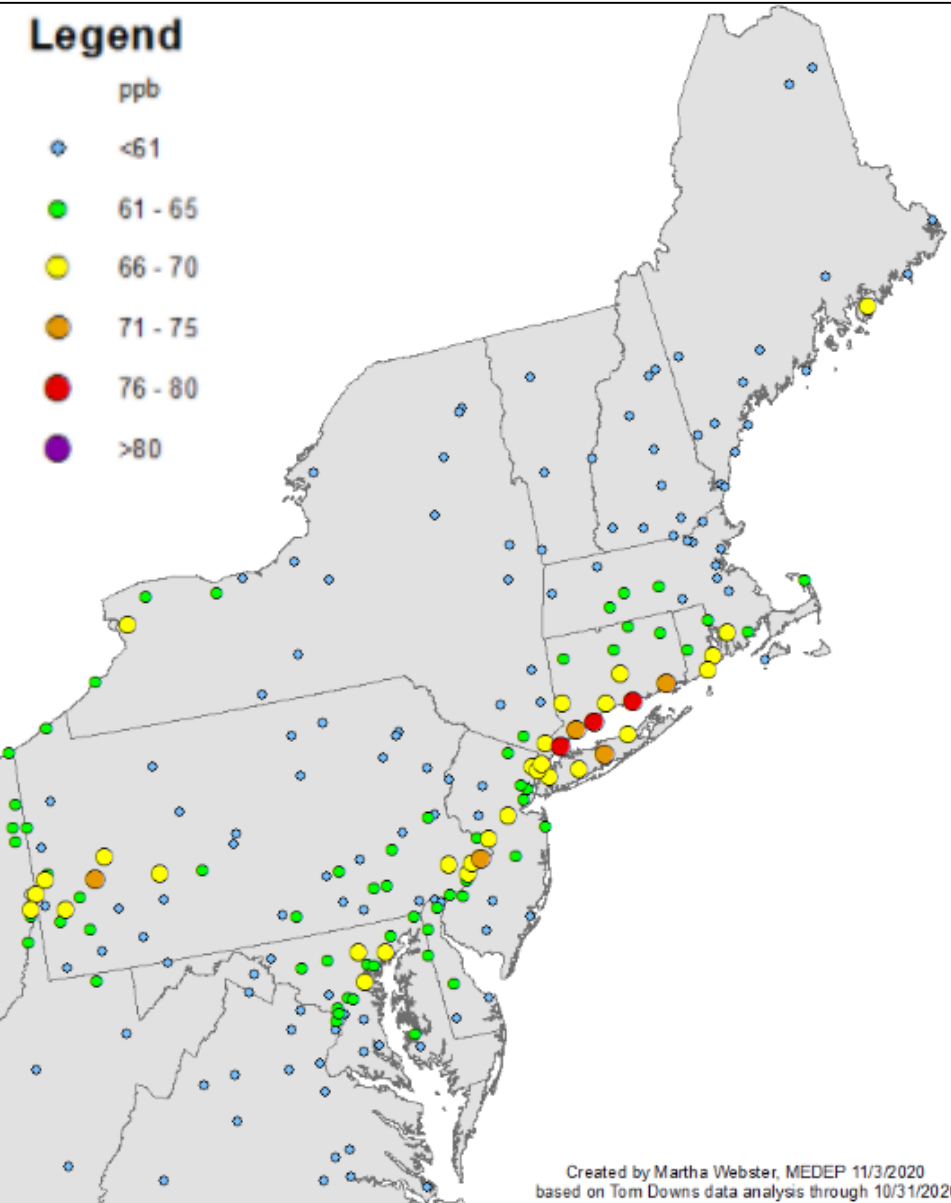 Legend
ppb
<61
61 - 65
66 - 70
71 - 75
76 - 80
>80
Created by Martha Webster, MEDEP 11/3/2020
based on Tom Downs data analysis through 10/31/202